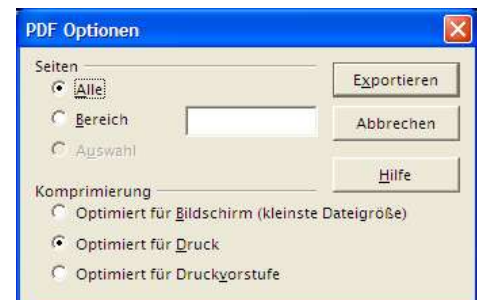 PDF Optionen
Seiten
Alle
Bereich
Auswahl
Exportieren
Abbrechen
Hilfe
Komprimierung
Optimiert für Bildschirm (kleinste Dateigröße)
Optimiert für Druck
Optimiert für Druckvorstufe